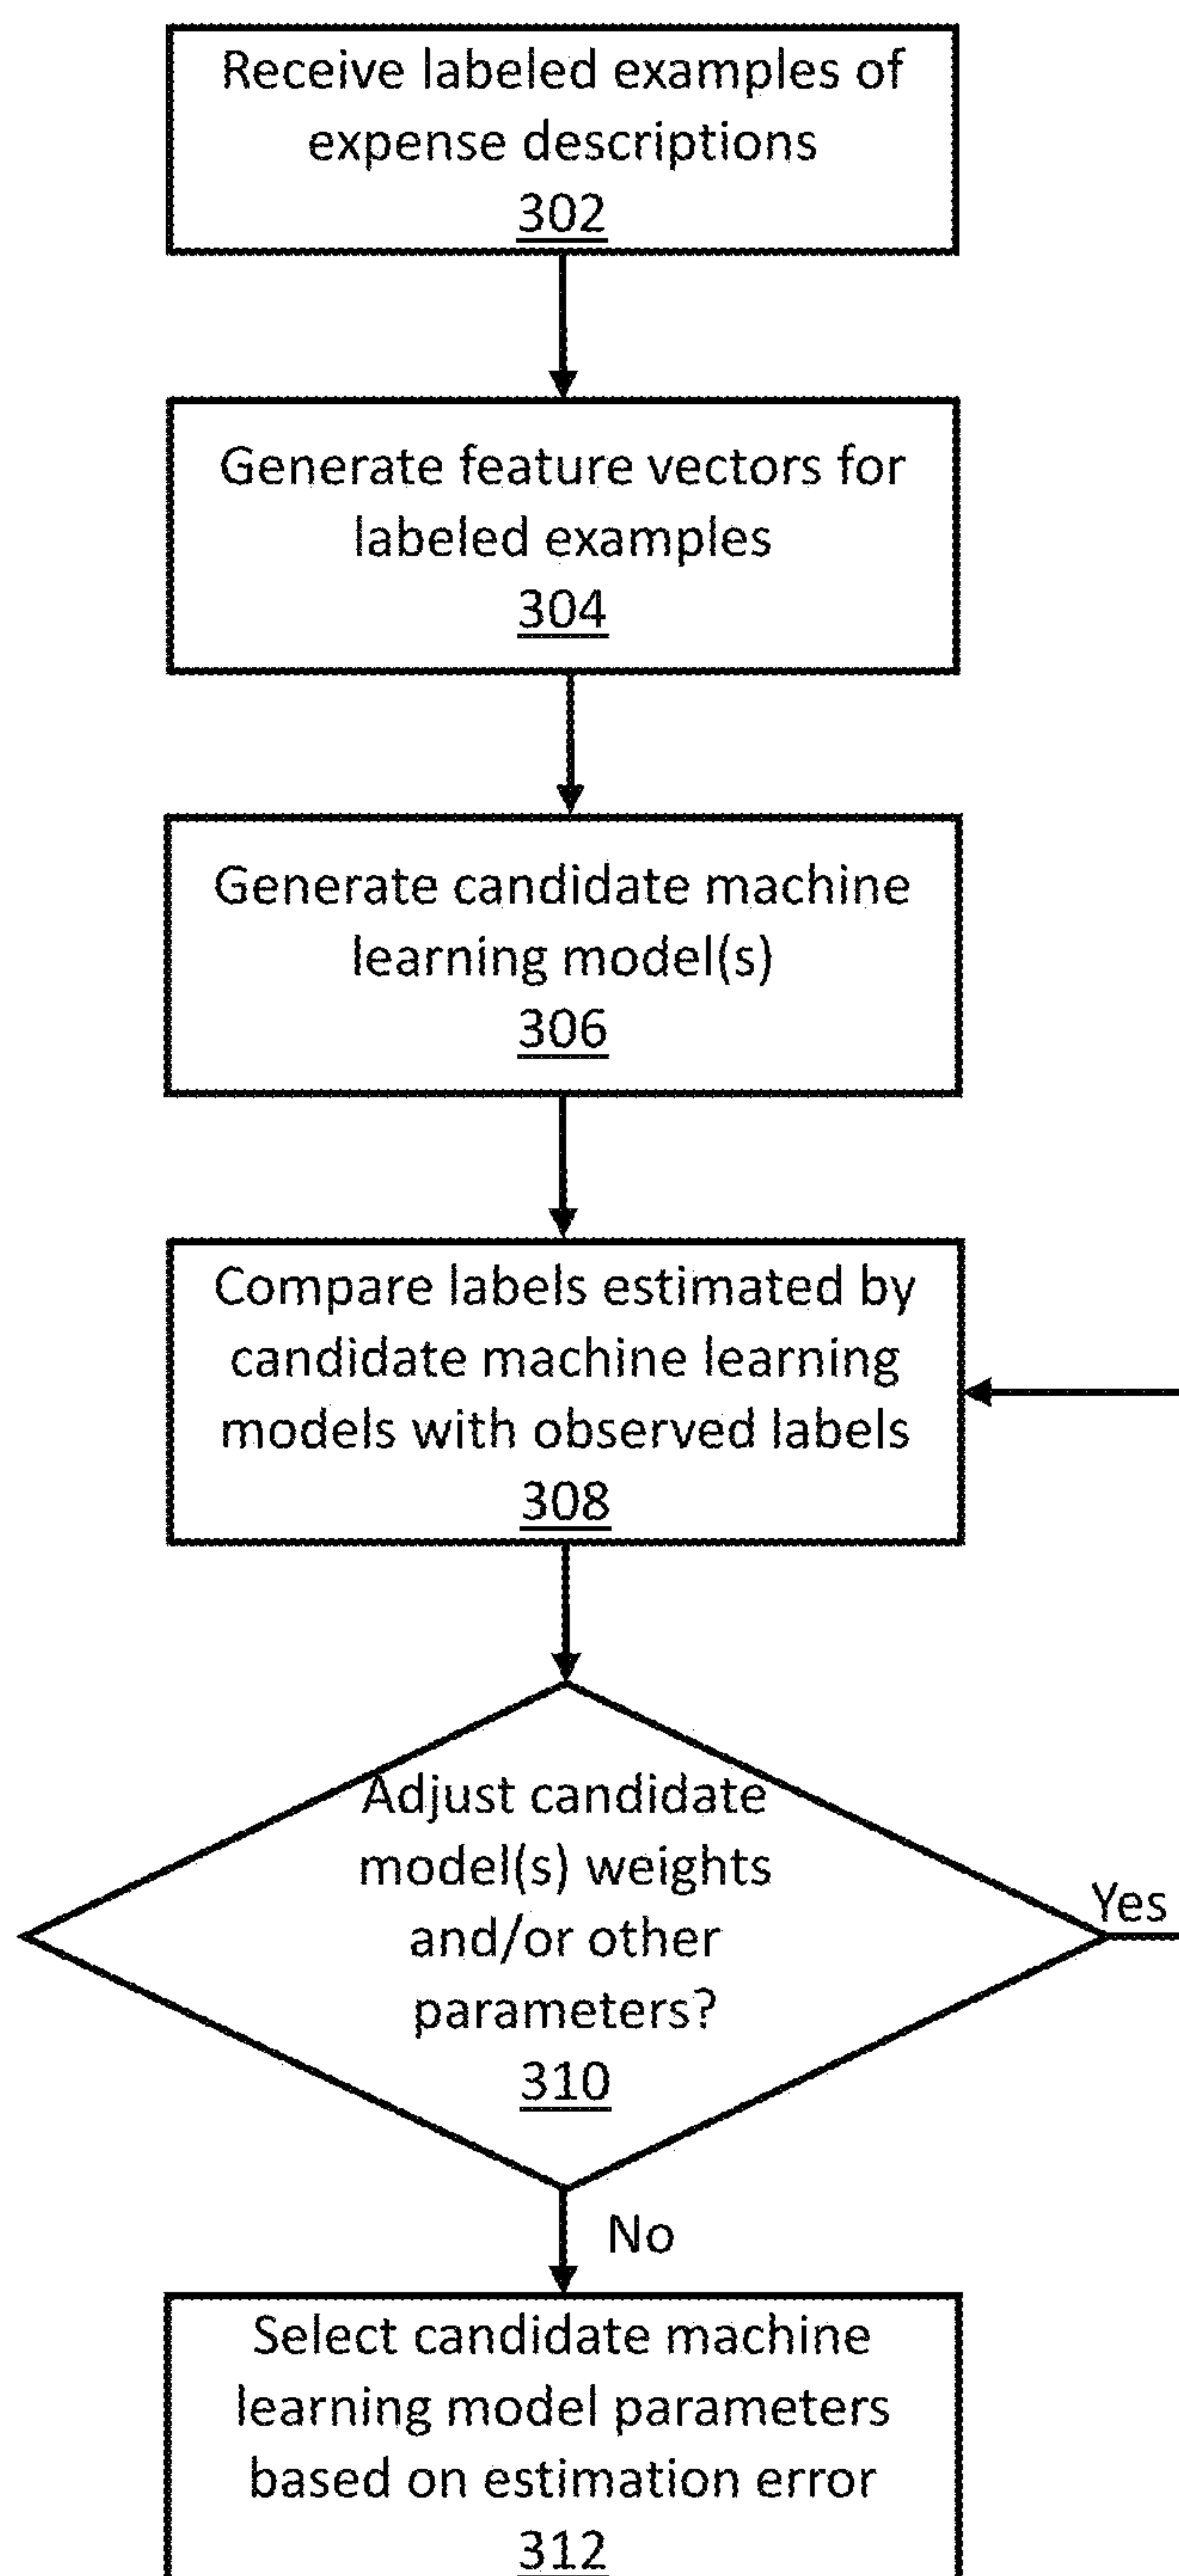 Receive labeled examples of
expense descriptions
302
Generate feature vectors for
labeled examples
304
Generate candidate machine
learning model(s)
306
Compare labels estimated by
candidate machine learning
models with observed labels
308
Adjust candidate
model(s) weights
and/or other
parameters?
310
Yes
No
Select candidate machine
learning model parameters
based on estimation error
312